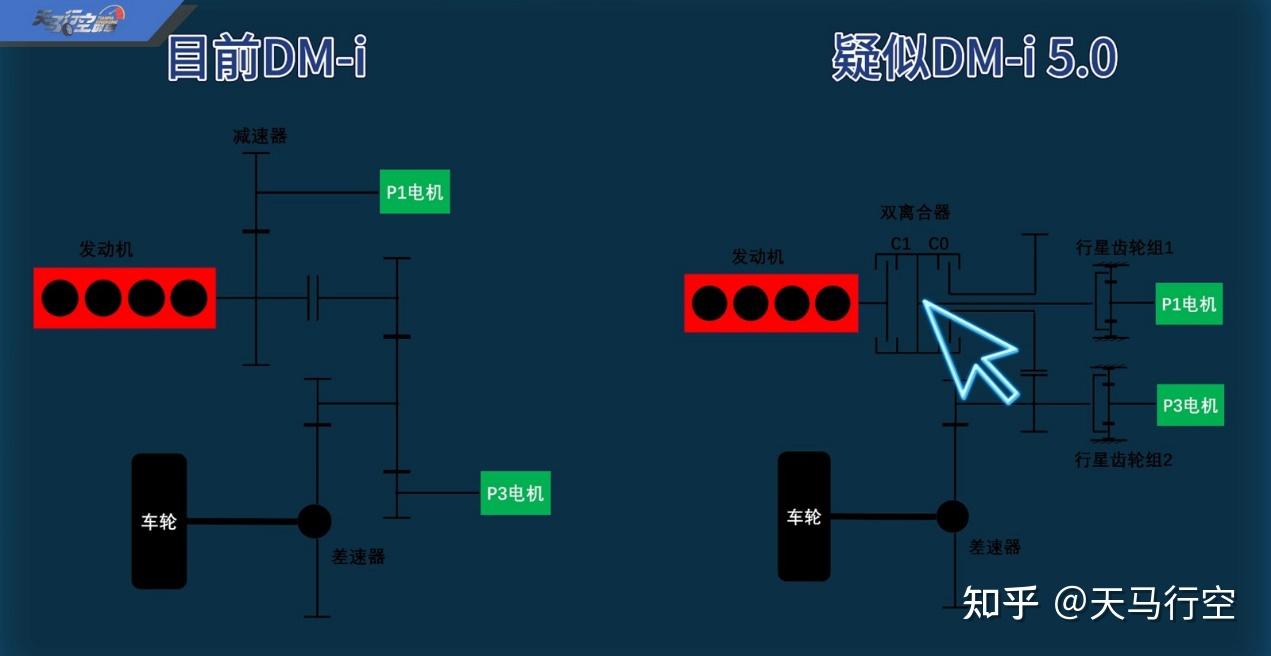 天马行空
目前DM-i
疑似DM-i 5.0
减速器
P1电机
发动机
P3电机
车轮
差速器
双离合器
C1 C0
发动机
行星齿轮组1
P1电机
P3电机
行星齿轮组2
车轮
差速器
知乎 @天马行空